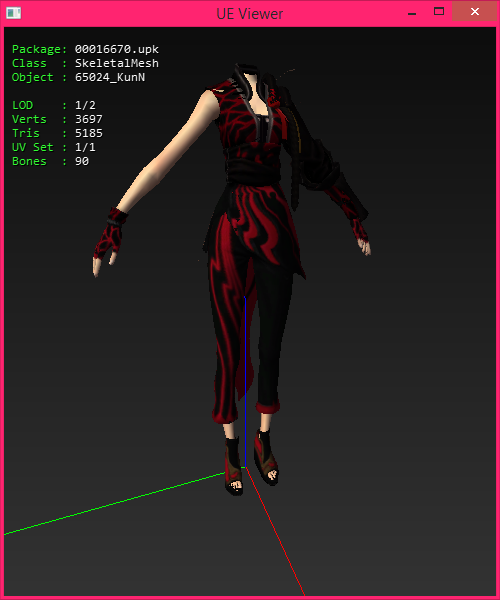 UE Viewer
Package: 00016670.upk
Class : SkeletalMesh
Object : 65024_KunN
LOD : 1/2
Verts : 3697
Tris : 5185
UV Set : 1/1
Bones : 90